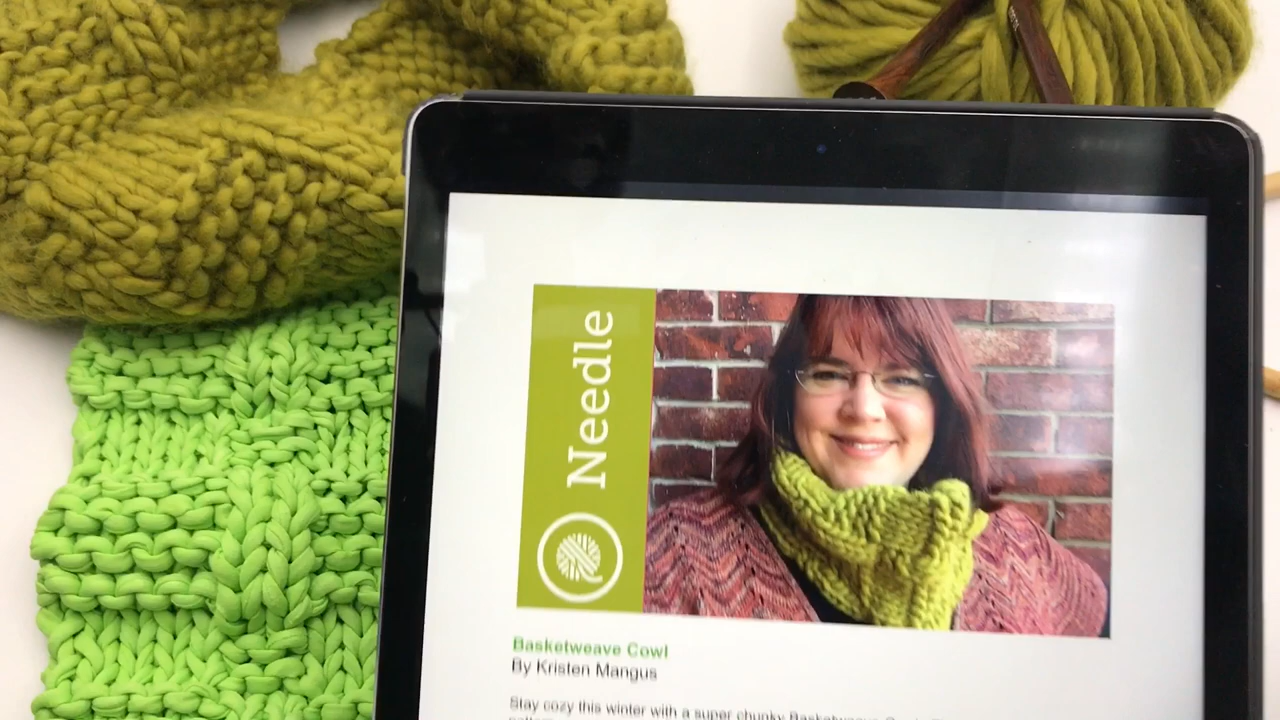 Needle
Basketweave Cowl
By Kristen Mangus
Stay cozy this winter with a super chunky Basketweave